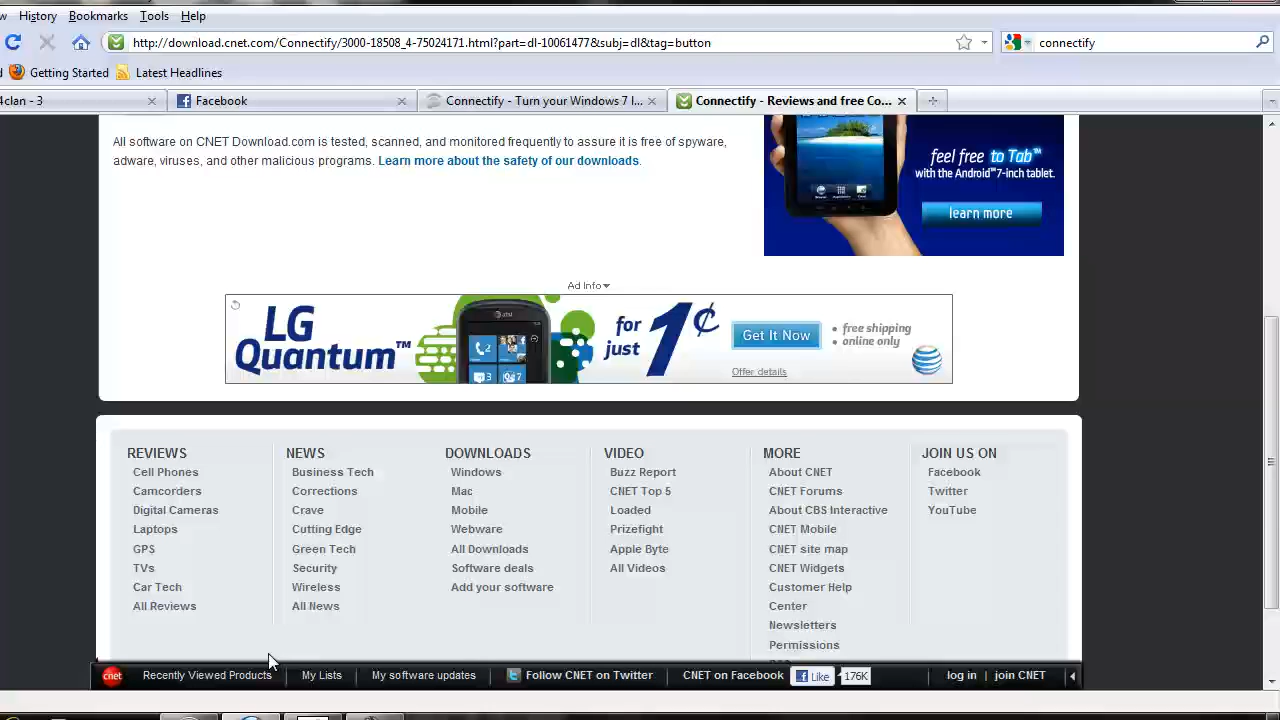 History Bookmarks Tools Help
http://download.cnet.com/Connectify/3000-18508_4-75024171.html?part=dl-10061477&subj=dl&tag=button
connectify
Getting Started Latest Headlines
4clan - 3
Facebook
Connectify - Turn your Windows 7 l...
Connectify - Reviews and free Co...
All software on CNET Download.com is tested, scanned, and monitored frequently to assure it is free of spyware,
adware, viruses, and other malicious programs. Learn more about the safety of our downloads.
feel free to Tab™
with the Android™ 7-inch tablet.
learn more
Ad Info
LG
Quantum™
at&t
2
3
7
for
just
1¢
Get It Now
Offer details
• free shipping
• online only
REVIEWS
Cell Phones
Camcorders
Digital Cameras
Laptops
GPS
TVs
Car Tech
All Reviews
NEWS
Business Tech
Corrections
Crave
Cutting Edge
Green Tech
Security
Wireless
All News
DOWNLOADS
Windows
Mac
Mobile
Webware
All Downloads
Software deals
Add your software
VIDEO
Buzz Report
CNET Top 5
Loaded
Prizefight
Apple Byte
All Videos
MORE
About CNET
CNET Forums
About CBS Interactive
CNET Mobile
CNET site map
CNET Widgets
Customer Help
Center
Newsletters
Permissions
JOIN US ON
Facebook
Twitter
YouTube
cnet
Recently Viewed Products
My Lists
My software updates
Follow CNET on Twitter
CNET on Facebook
Like
176K
log in | join CNET